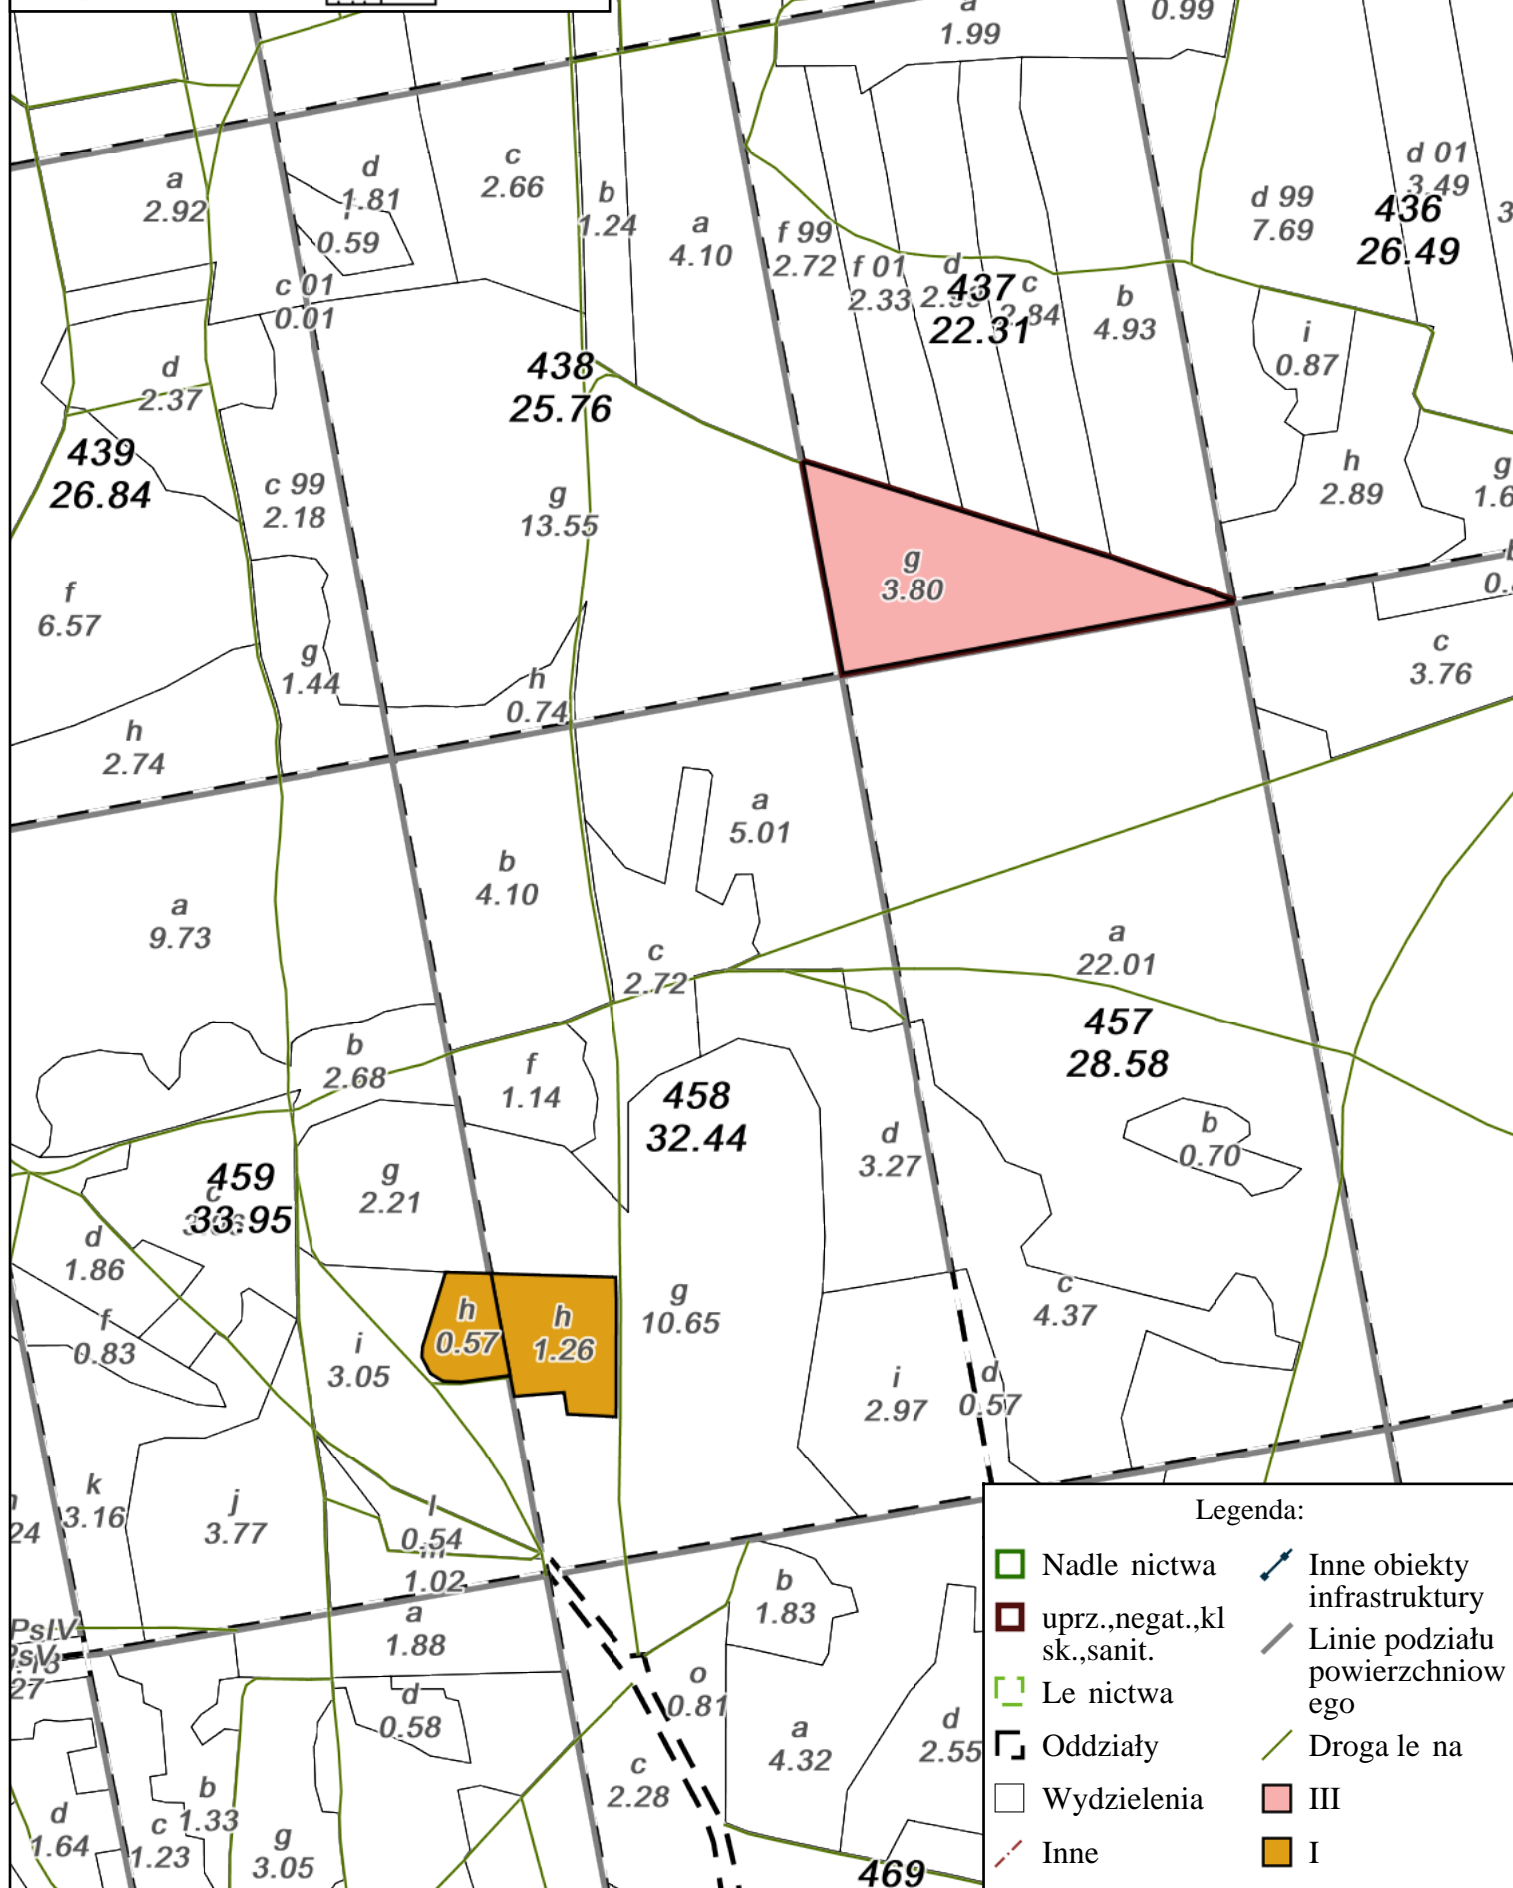 a
1.99
0.99
d 01
3.49
436
26.49
d 99
7.69
a
2.92
d
1.81
0.59
c
2.66
b
1.24
a
4.10
f 99
2.72
f 01
2.33
d
437
22.31
c
b
4.93
i
0.87
c 01
0.01
d
2.37
438
25.76
439
26.84
c 99
2.18
g
13.55
h
2.89
g
g
3.80
f
6.57
g
1.44
h
0.74
c
3.76
h
2.74
a
5.01
b
4.10
a
9.73
c
2.72
a
22.01
457
28.58
b
2.68
f
1.14
458
32.44
d
3.27
b
0.70
459
33.95
c
g
2.21
d
1.86
f
0.83
h
0.57
h
1.26
g
10.65
c
4.37
i
3.05
i
2.97
d
0.57
k
3.16
j
3.77
l
0.54
1.02
24
a
1.88
b
1.83
PsIV
PsV
27
d
0.58
o
0.81
a
4.32
d
2.55
c
2.28
b
1.33
d
1.64
c
1.23
g
3.05
469
Legenda:
Nadle nictwa
uprz.,negat.,kl
sk.,sanit.
Le nictwa
Oddziały
Wydzielenia
Inne
Inne obiekty
infrastruktury
Linie podziału
powierzchniow
ego
Droga le na
III
I